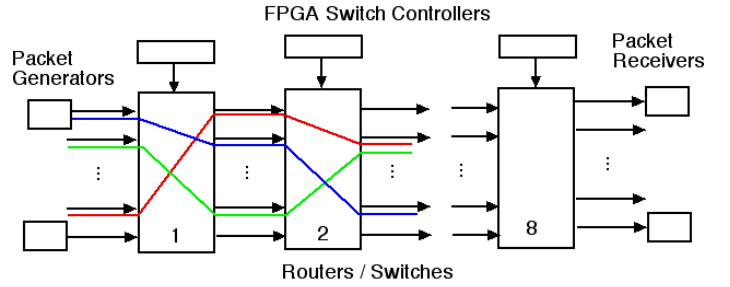 FPGA Switch Controllers
Packet
Generators
Packet
Receivers
...
...
...
...
...
1
2
8
Routers / Switches